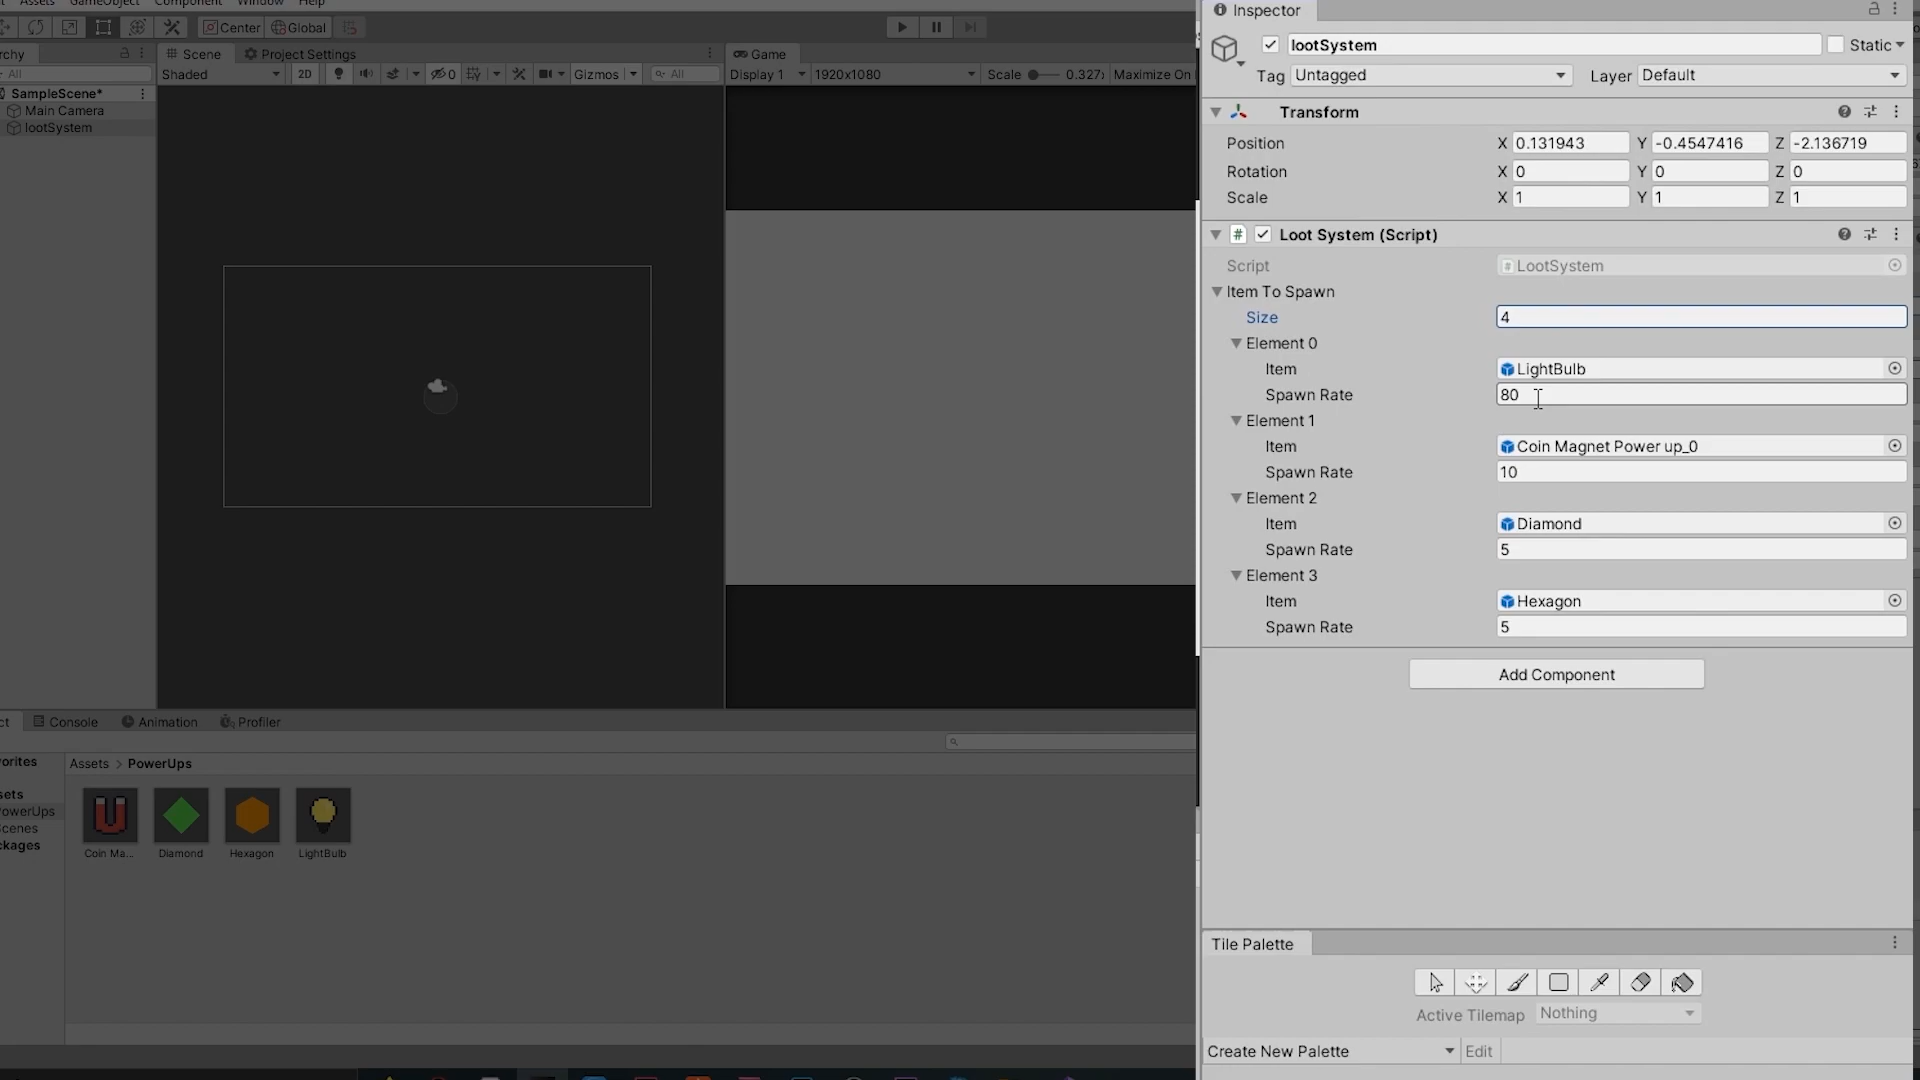 Assets GameObject Component Window Help
Center Global
rchy
Scene Project Settings
Game
All
Shaded 2D 0 Gizmos All
Display 1 1920x1080 Scale 0.327 Maximize On
SampleScene*
Main Camera
lootSystem
ct Console Animation Profiler
vorites
Assets > PowerUps
sets
PowerUps
cenes
ckages
Coin Ma...
Diamond
Hexagon
LightBulb
Inspector
lootSystem Static
Tag Untagged Layer Default
Transform
Position X 0.131943 Y -0.4547416 Z -2.136719
Rotation X 0 Y 0 Z 0
Scale X 1 Y 1 Z 1
# Loot System (Script)
Script # LootSystem
Item To Spawn
Size 4
Element 0
Item LightBulb
Spawn Rate 80
Element 1
Item Coin Magnet Power up_0
Spawn Rate 10
Element 2
Item Diamond
Spawn Rate 5
Element 3
Item Hexagon
Spawn Rate 5
Add Component
Tile Palette
Active Tilemap Nothing
Create New Palette Edit